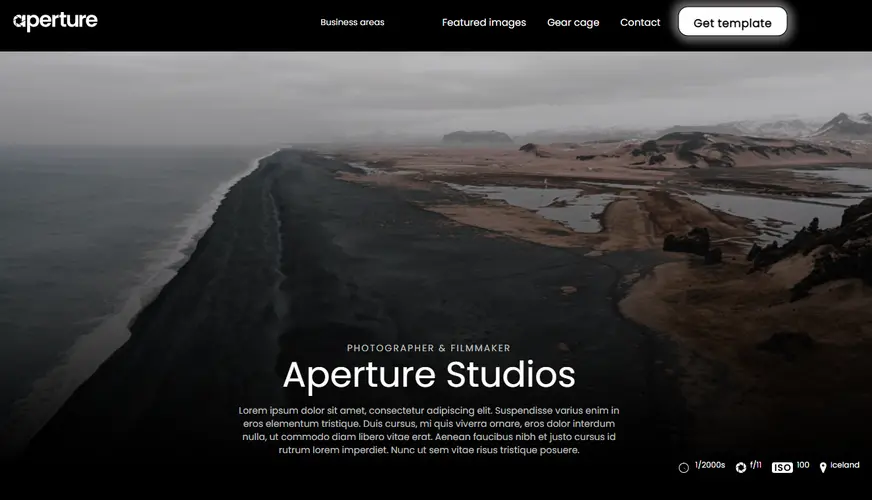 aperture
Business areas
Featured images
Gear cage
Contact
Get template
PHOTOGRAPHER & FILMMAKER
Aperture Studios
Lorem ipsum dolor sit amet, consectetur adipiscing elit. Suspendisse varius enim in
eros elementum tristique. Duis cursus, mi quis viverra ornare, eros dolor interdum
nulla, ut commodo diam libero vitae erat. Aenean faucibus nibh et justo cursus id
rutrum lorem imperdiet. Nunc ut sem vitae risus tristique posuere.
1/2000s
f/11
ISO 100
Iceland